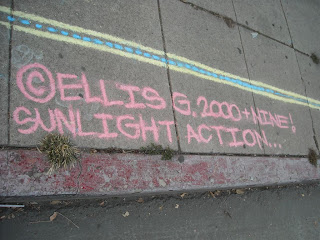 ©ELLIS G. 2000+NINE,
SUNLIGHT ACTION...